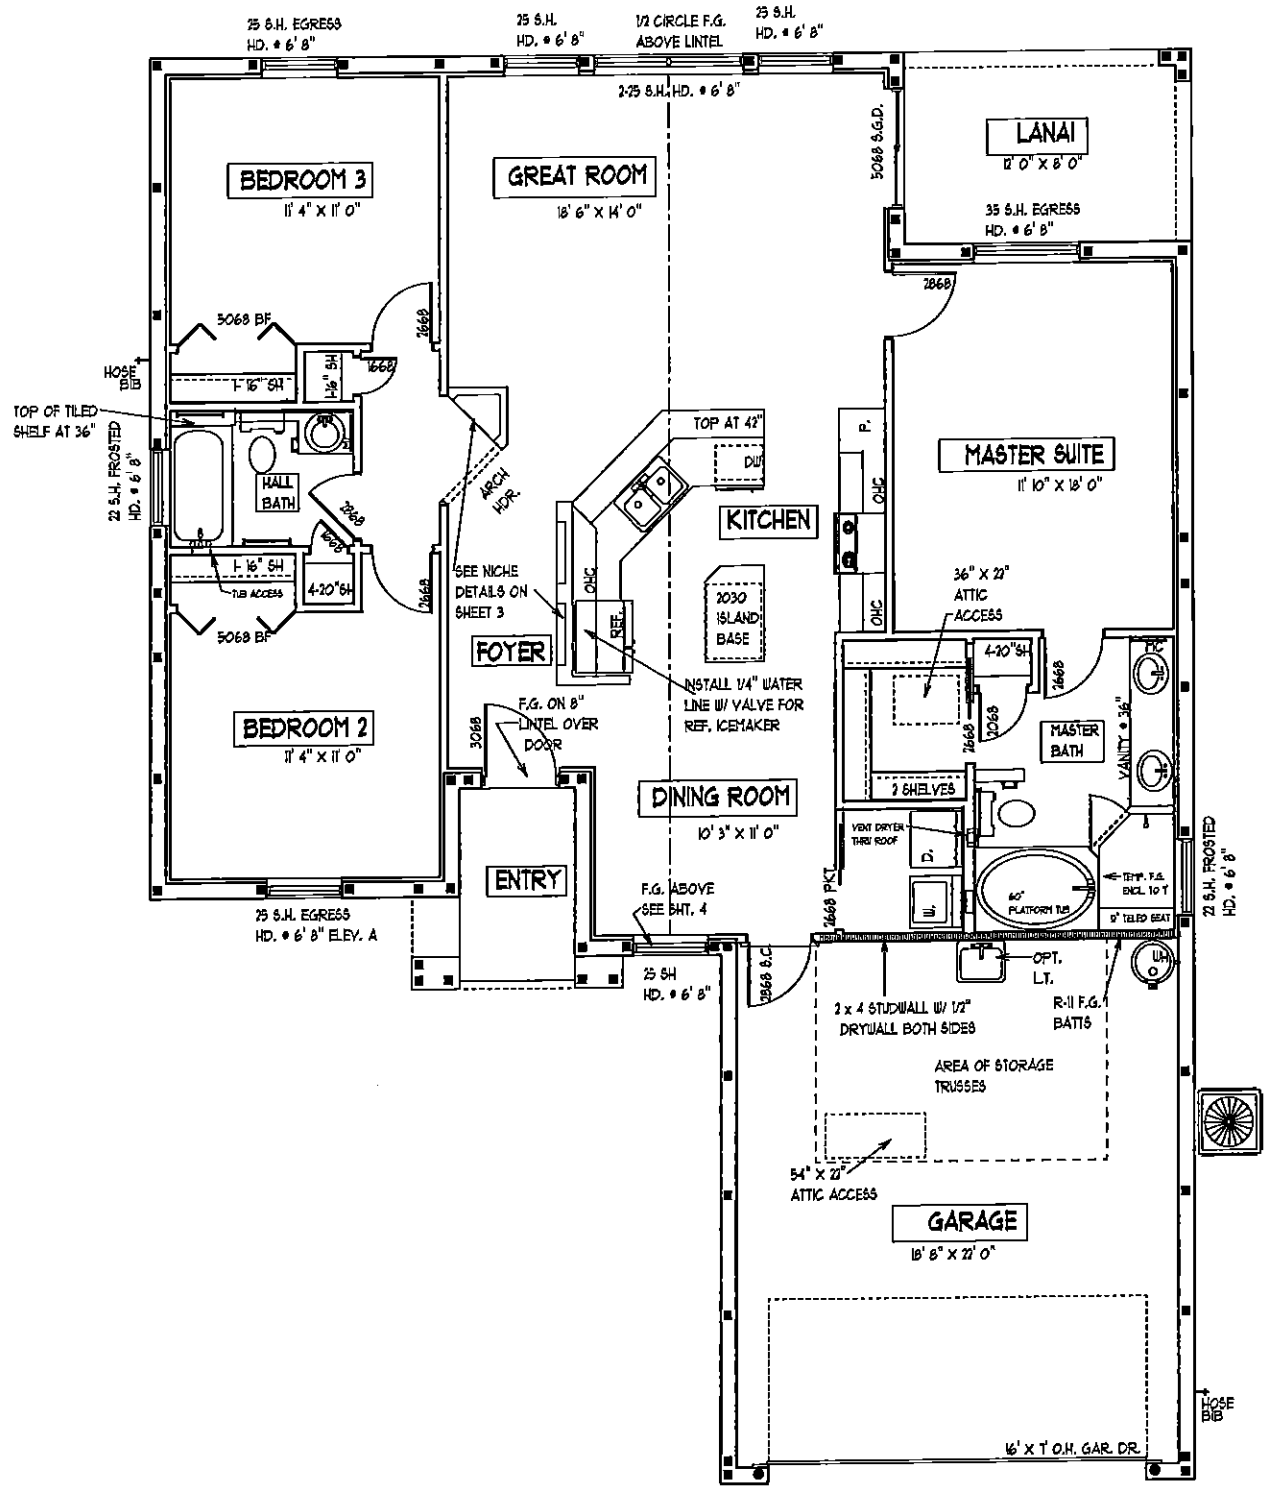 25 S.H. EGRESS
HD. @ 6' 8"
25 S.H.
HD. @ 6' 8"
1/2 CIRCLE F.G.
ABOVE LINTEL
25 S.H.
HD. @ 6' 8"
2-25 S.H. HD. @ 6' 8"
5068 S.G.D.
LANAI
12' 0" X 8' 0"
BEDROOM 3
11' 4" X 11' 0"
GREAT ROOM
18' 6" X 14' 0"
35 S.H. EGRESS
HD. @ 6' 8"
2868
5068 BF
2668
1668
1-16" SH
1-16" SH
HOSE
BIB
TOP OF TILED
SHELF AT 36"
22 S.H. FROSTED
HD. @ 6' 8"
HALL
BATH
2868
1668
ARCH
HDR.
TOP AT 42"
DW
P.
OHC
KITCHEN
MASTER SUITE
11' 10" X 18' 0"
1-16" SH
TUB ACCESS
4-20"SH
2668
5068 BF
SEE NICHE
DETAILS ON
SHEET 3
OHC
REF.
2030
ISLAND
BASE
OHC
36" X 22"
ATTIC
ACCESS
FOYER
4-20"SH
2668
INSTALL 1/4" WATER
LINE W/ VALVE FOR
REF. ICEMAKER
F.G. ON 8"
LINTEL OVER
DOOR
3068
BEDROOM 2
11' 4" X 11' 0"
2668
2068
MASTER
BATH
VANITY @ 36"
2 SHELVES
DINING ROOM
10' 3" X 11' 0"
VENT DRYER
THRU ROOF
D.
W.
2668 PKT
ENTRY
F.G. ABOVE
SEE SHT. 4
60"
PLATFORM TUB
TEMP. F.G.
ENCL. TO T
9" TILED SEAT
22 S.H. FROSTED
HD. @ 6' 8"
25 S.H. EGRESS
HD. @ 6' 8" ELEV. A
25 SH
HD. @ 6' 8"
2868 S.C.
OPT.
L.T.
WH
2 x 4 STUDWALL W/ 1/2"
DRYWALL BOTH SIDES
R-11 F.G.
BATTS
AREA OF STORAGE
TRUSSES
54" X 22"
ATTIC ACCESS
GARAGE
18' 8" X 22' 0"
HOSE
BIB
16' X 7' O.H. GAR. DR.